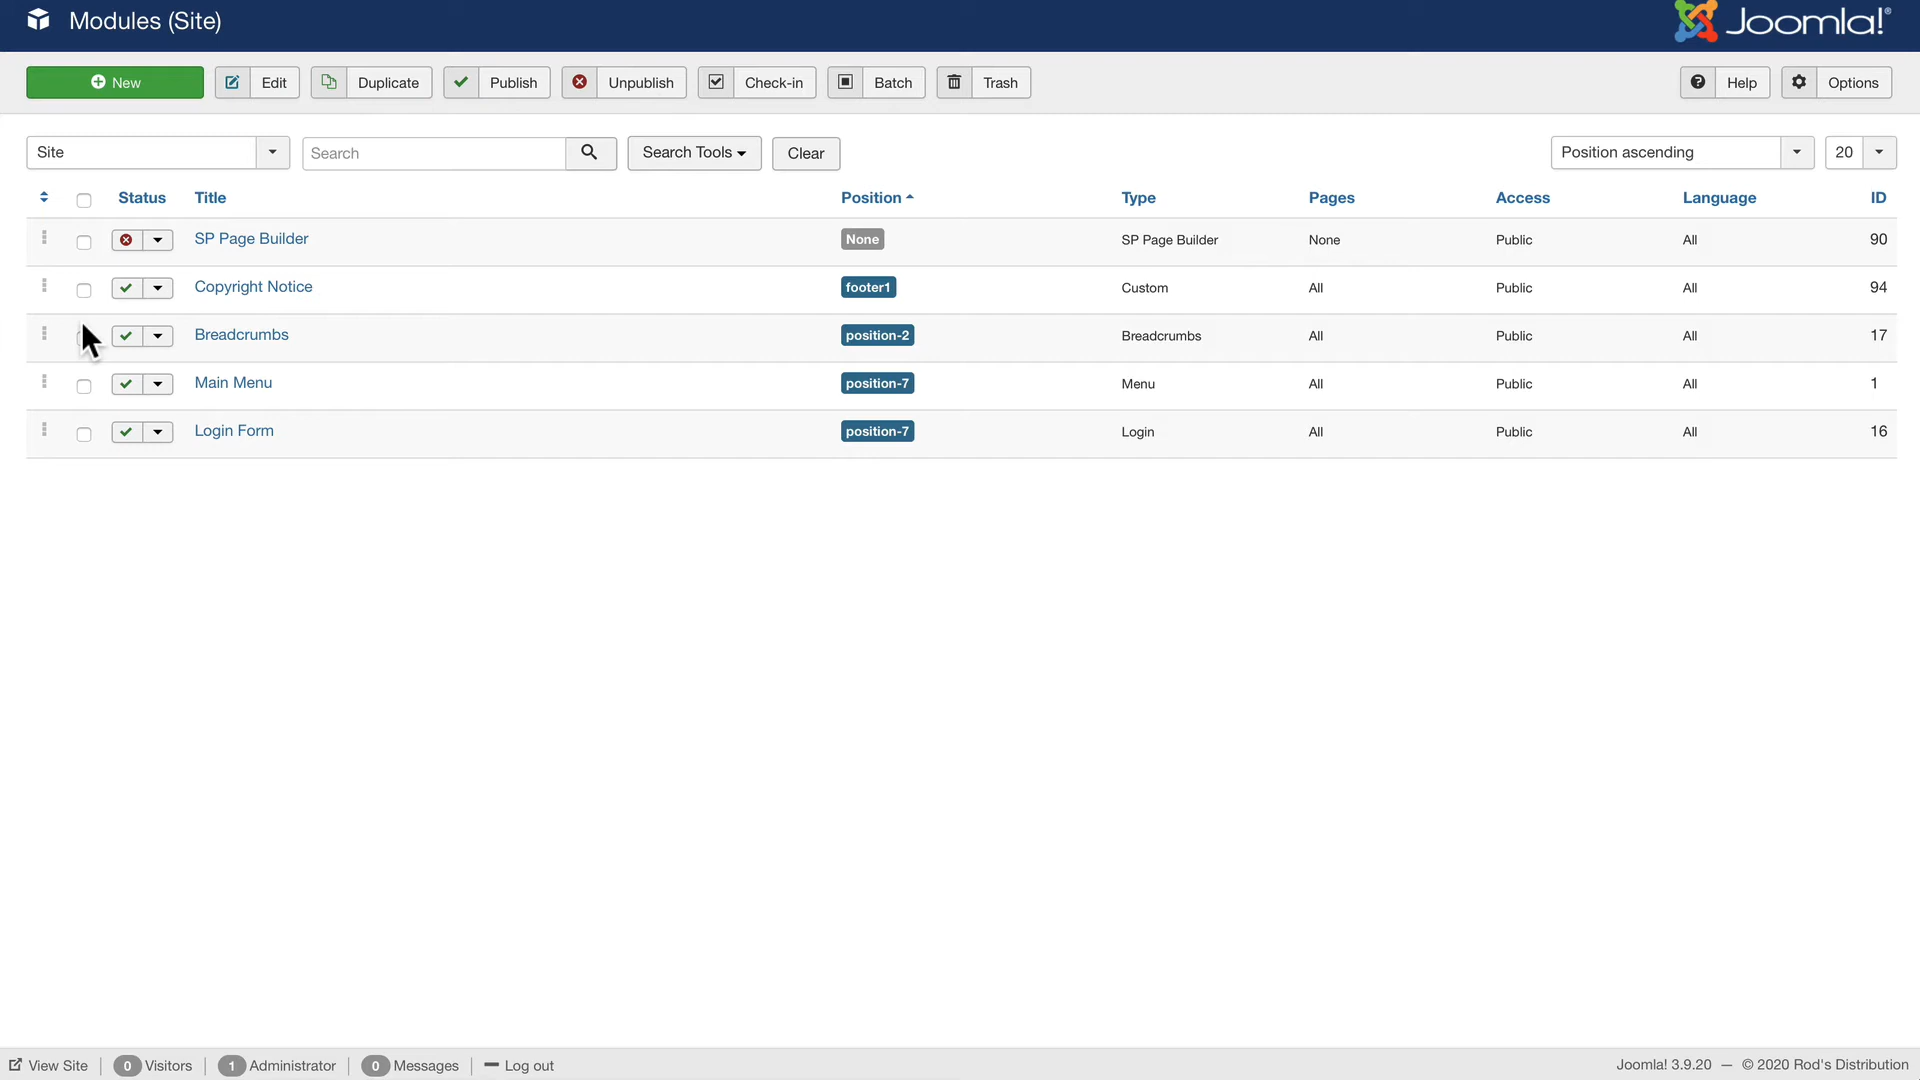 Modules (Site)
Joomla!®
New Edit Duplicate Publish Unpublish Check-in Batch Trash Help Options
Site Search Search Tools Clear Position ascending 20
Status Title Position Type Pages Access Language ID
SP Page Builder None SP Page Builder None Public All 90
Copyright Notice footer1 Custom All Public All 94
Breadcrumbs position-2 Breadcrumbs All Public All 17
Main Menu position-7 Menu All Public All 1
Login Form position-7 Login All Public All 16
View Site 0 Visitors 1 Administrator 0 Messages Log out Joomla! 3.9.20 — © 2020 Rod's Distribution